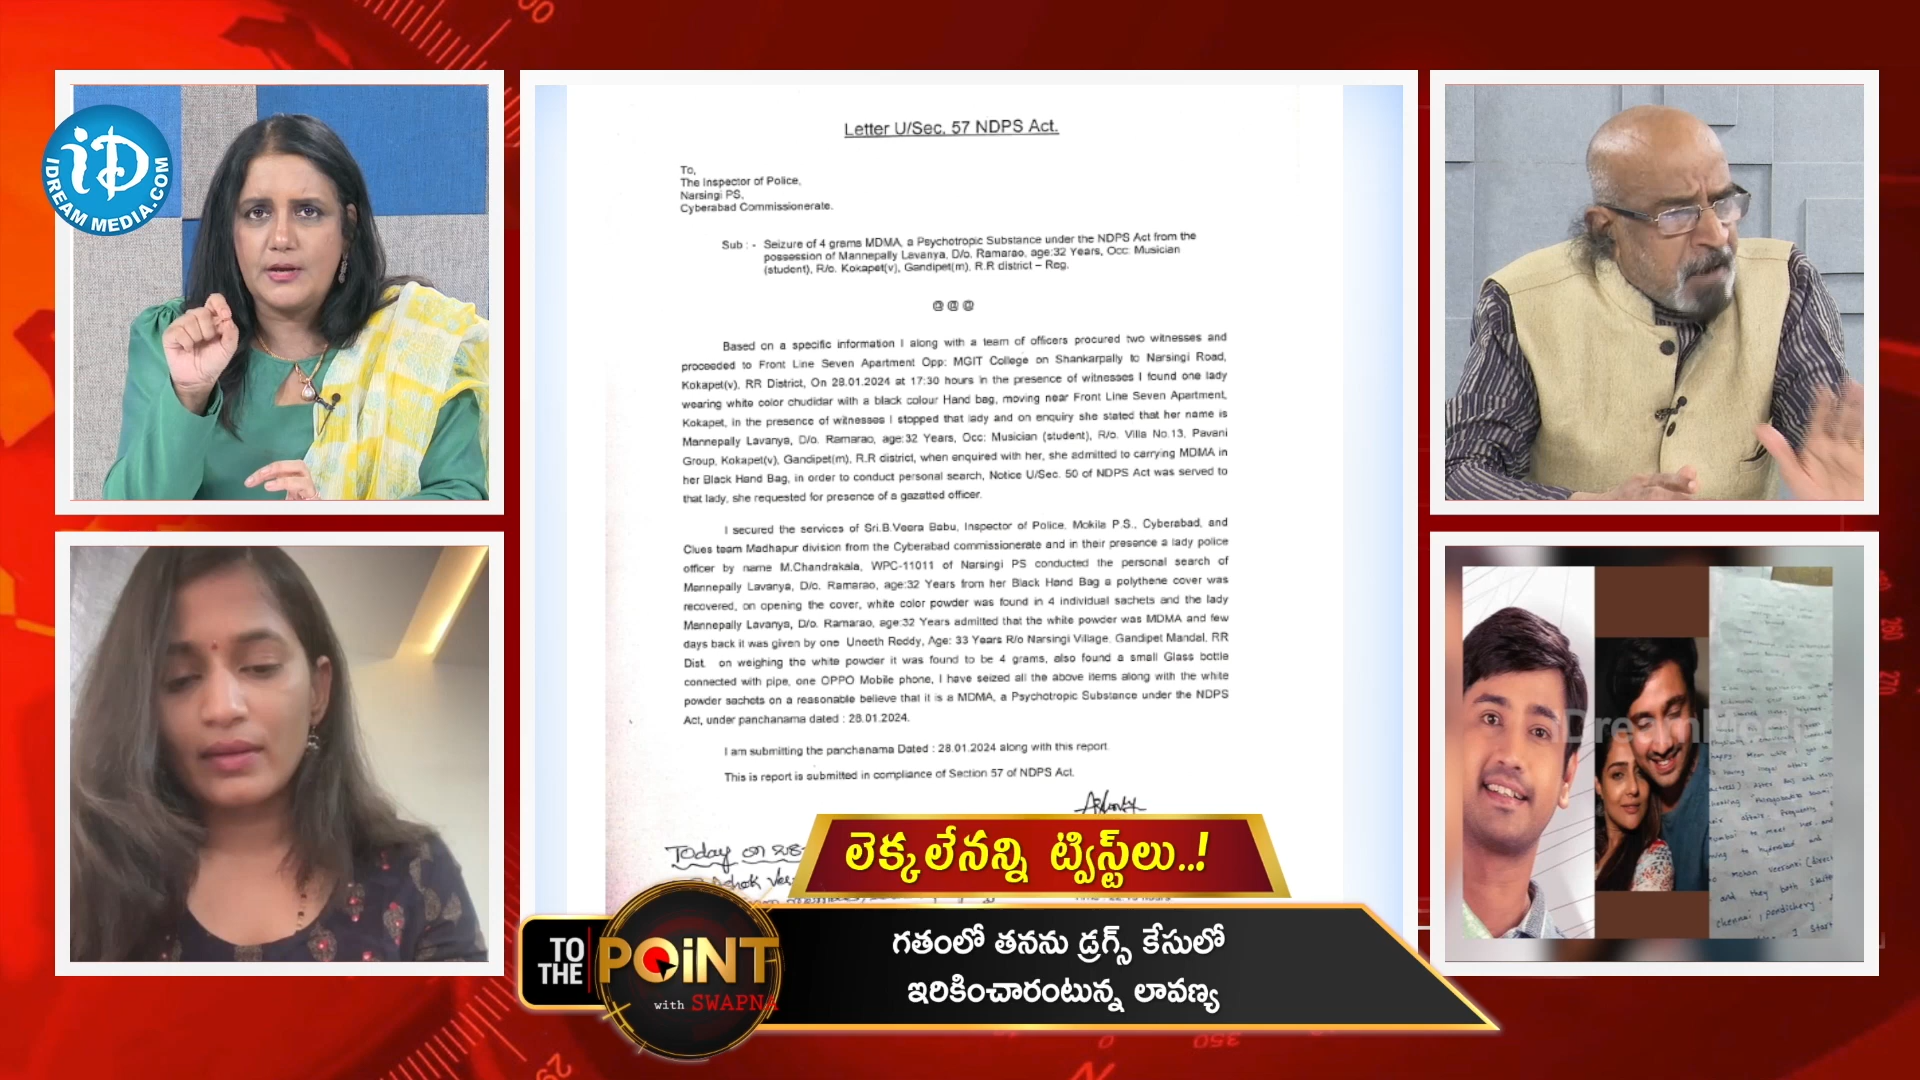 iD
IDREAM MEDIA.COM
Letter U/Sec. 57 NDPS Act.
To,
The Inspector of Police,
Narsingi PS,
Cyberabad Commissionerate.
Sub : - Seizure of 4 grams MDMA, a Psychotropic Substance under the NDPS Act from the
possession of Mannepally Lavanya, D/o. Ramarao, age:32 Years, Occ: Musician
(student), R/o. Kokapet(v), Gandipet(m), R.R district – Reg.
@@@
Based on a specific information I along with a team of officers procured two witnesses and
proceeded to Front Line Seven Apartment Opp: MGIT College on Shankarpally to Narsingi Road,
Kokapet(v), RR District, On 28.01.2024 at 17:30 hours in the presence of witnesses I found one lady
wearing white color chudidar with a black colour Hand bag, moving near Front Line Seven Apartment,
Kokapet, in the presence of witnesses I stopped that lady and on enquiry she stated that her name is
Mannepally Lavanya, D/o. Ramarao, age:32 Years, Occ: Musician (student), R/o. Villa No.13, Pavani
Group, Kokapet(v), Gandipet(m), R.R district, when enquired with her, she admitted to carrying MDMA in
her Black Hand Bag, in order to conduct personal search, Notice U/Sec. 50 of NDPS Act was served to
that lady, she requested for presence of a gazatted officer.
I secured the services of Sri.B.Veera Babu, Inspector of Police, Mokila P.S., Cyberabad, and
Clues team Madhapur division from the Cyberabad commissionerate and in their presence a lady police
officer by name M.Chandrakala, WPC-11011 of Narsingi PS conducted the personal search of
Mannepally Lavanya, D/o. Ramarao, age:32 Years from her Black Hand Bag a polythene cover was
recovered, on opening the cover, white color powder was found in 4 individual sachets and the lady
Mannepally Lavanya, D/o. Ramarao, age:32 Years admitted that the white powder was MDMA and few
days back it was given by one Uneeth Reddy, Age: 33 Years R/o Narsingi Village, Gandipet Mandal, RR
Dist. on weighing the white powder it was found to be 4 grams, also found a small Glass bottle
connected with pipe, one OPPO Mobile phone, I have seized all the above items along with the white
powder sachets on a reasonable believe that it is a MDMA, a Psychotropic Substance under the NDPS
Act, under panchanama dated : 28.01.2024.
I am submitting the panchanama Dated : 28.01.2024 along with this report.
This is report is submitted in compliance of Section 57 of NDPS Act.
Today on
లెక్కలేనన్ని ట్విస్ట్‌లు..!
TO THE POiNT
with SWAPNA
గతంలో తనను డ్రగ్స్ కేసులో
ఇరికించారంటున్న లావణ్య
iDream Media
and they both
chennai, pondichery